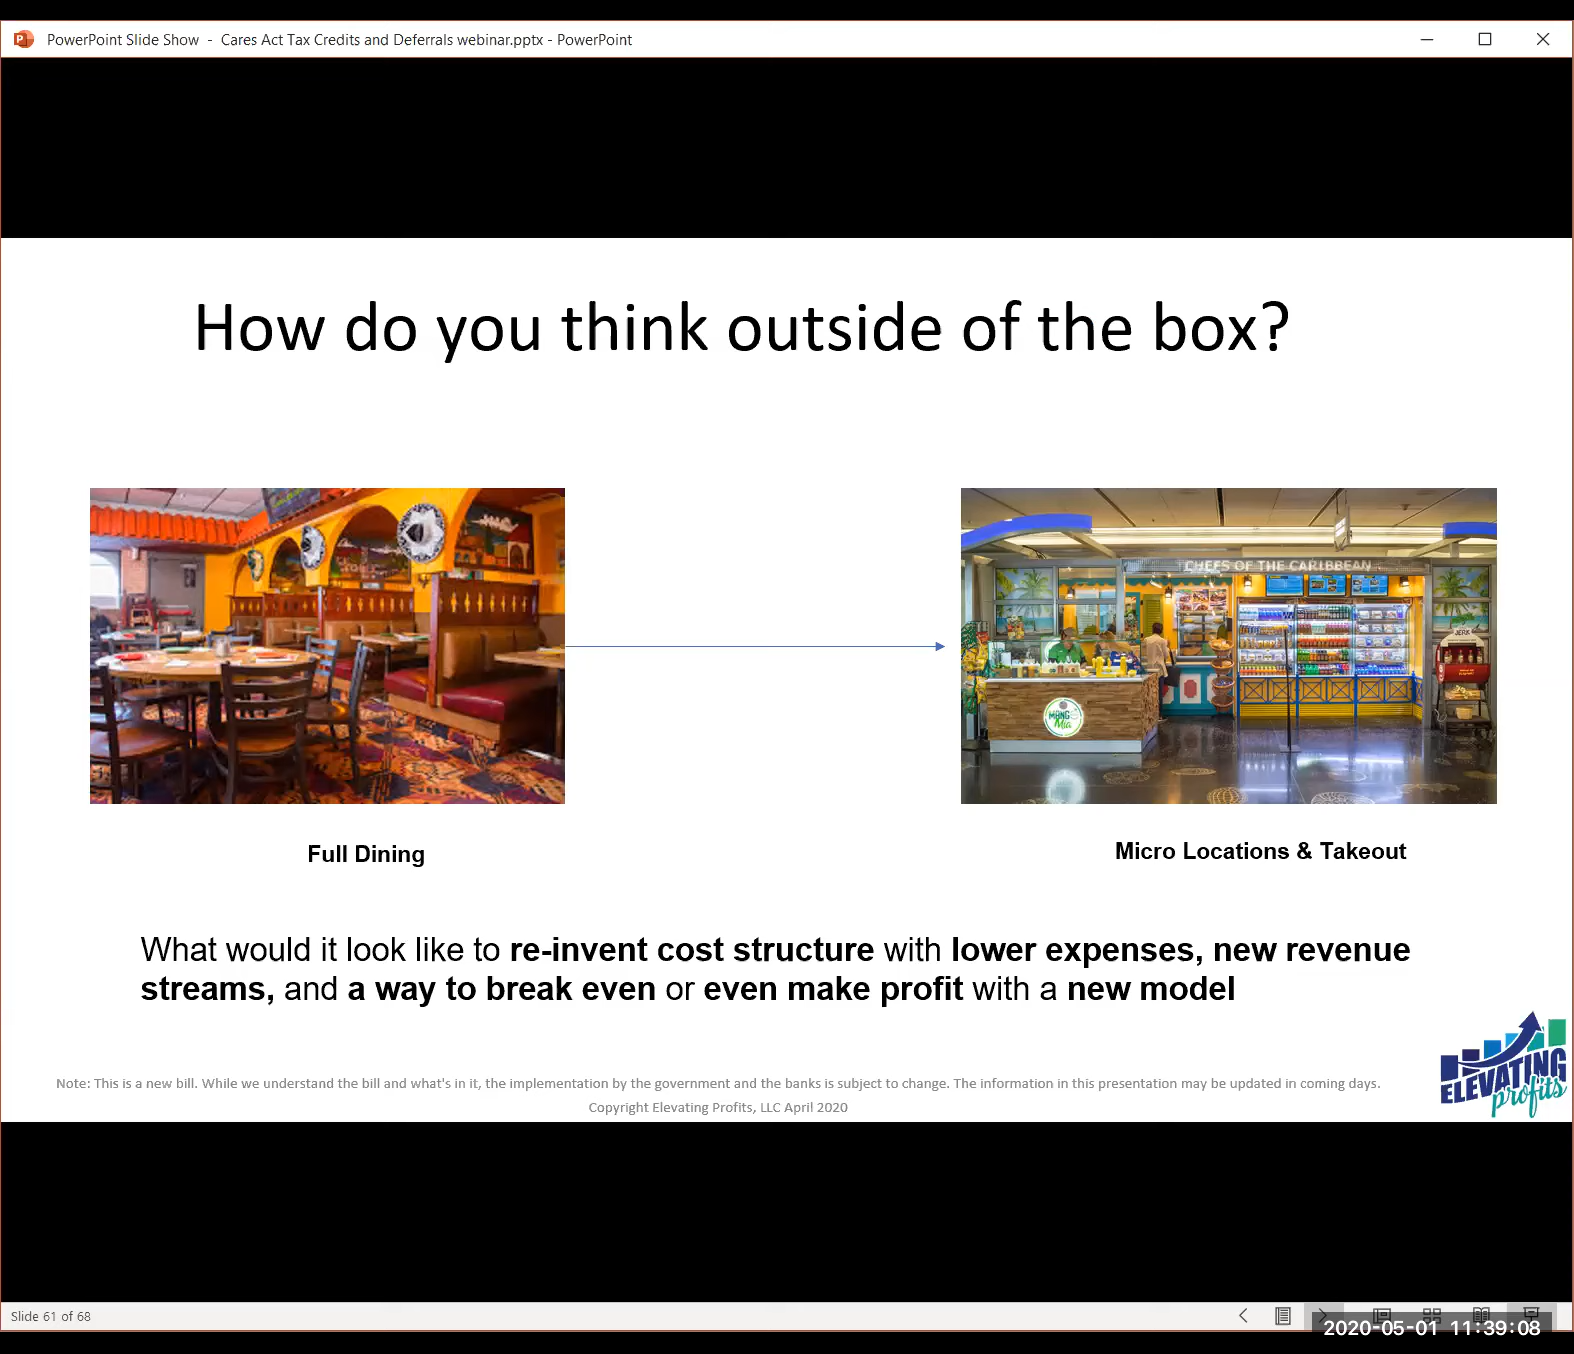 PowerPoint Slide Show - Cares Act Tax Credits and Deferrals webinar.pptx - PowerPoint
How do you think outside of the box?
CHEFS OF THE CARIBBEAN
JERK
MANGO
Mia
Full Dining
Micro Locations & Takeout
What would it look like to re-invent cost structure with lower expenses, new revenue
streams, and a way to break even or even make profit with a new model
ELEVATING
profits
Note: This is a new bill. While we understand the bill and what's in it, the implementation by the government and the banks is subject to change. The information in this presentation may be updated in coming days.
Copyright Elevating Profits, LLC April 2020
Slide 61 of 68
2020-05-01 11:39:08